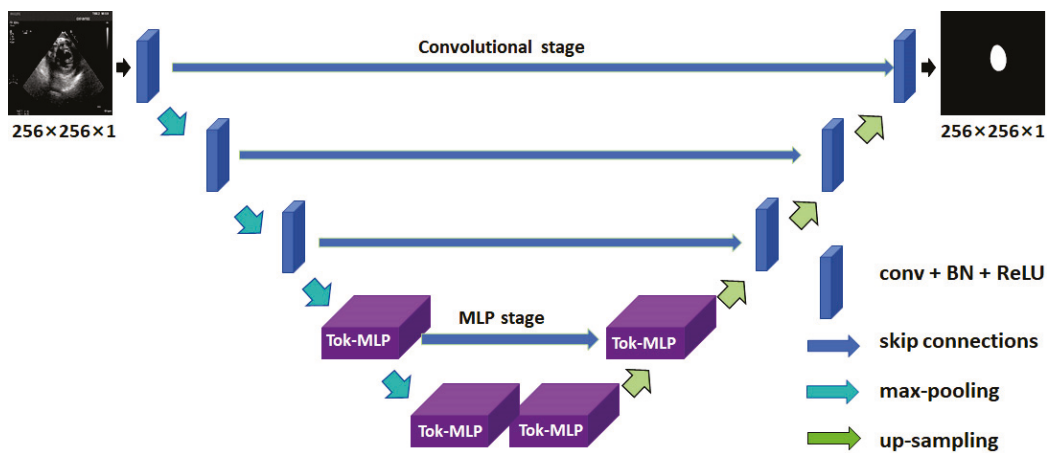 Convolutional stage
256×256×1
256×256×1
conv + BN + ReLU
MLP stage
Tok-MLP
Tok-MLP
skip connections
max-pooling
Tok-MLP
Tok-MLP
up-sampling